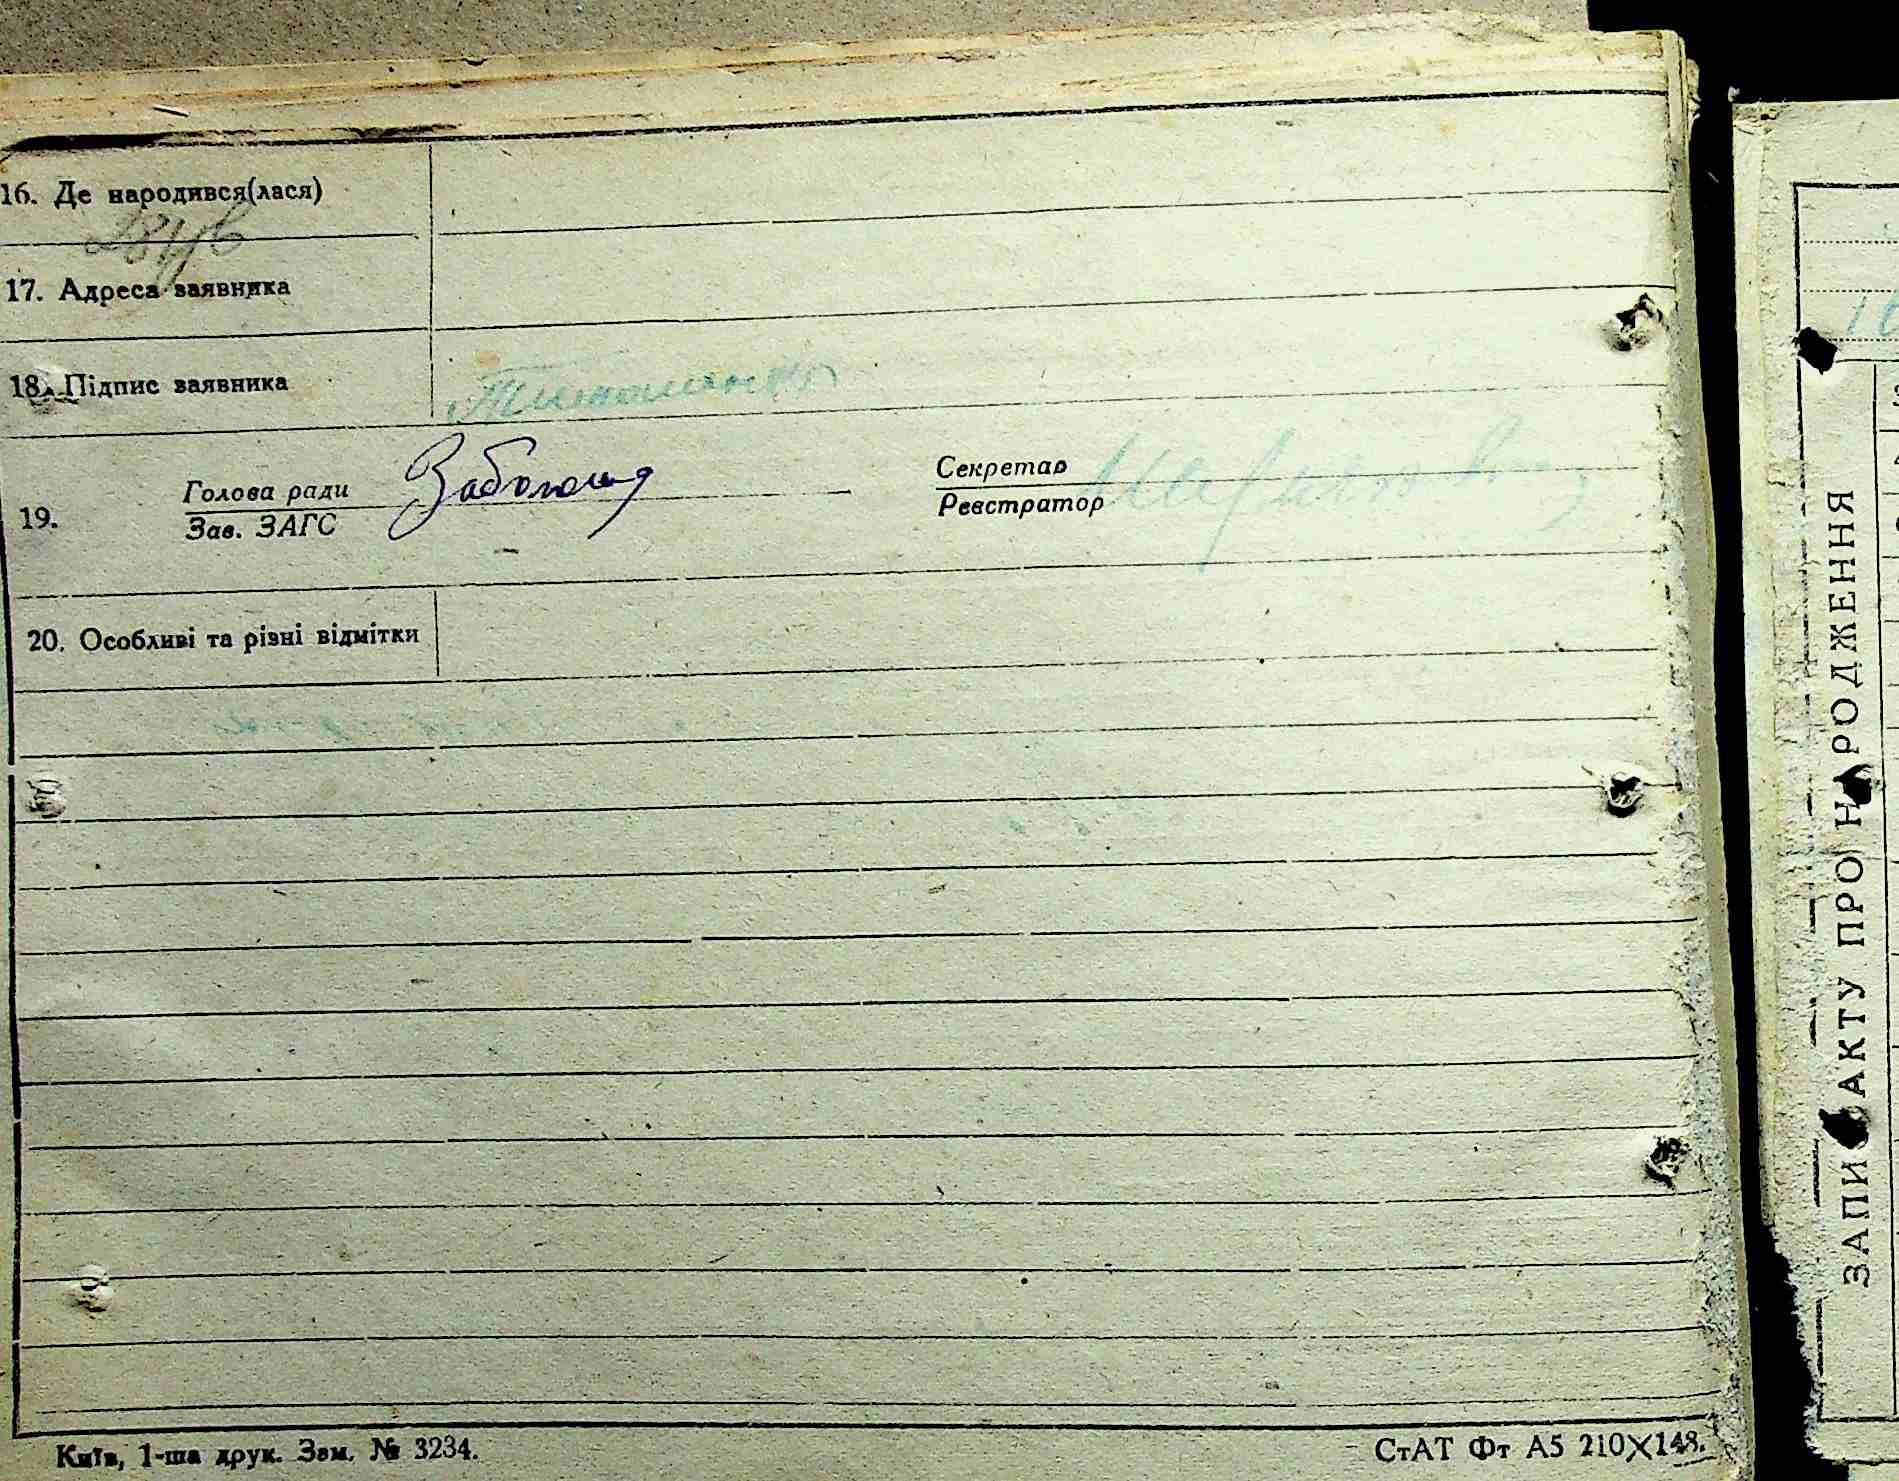 16. Де народився(лася)
17. Адреса заявника
18. Підпис заявника
19. Голова ради
Зав. ЗАГС
Секретар
Реєстратор
20. Особливі та різні відмітки
Київ, 1-ша друк. Зам. № 3234.
СтАТ Фт А5 210×148.
ЗАПИС АКТУ ПРО НАРОДЖЕННЯ